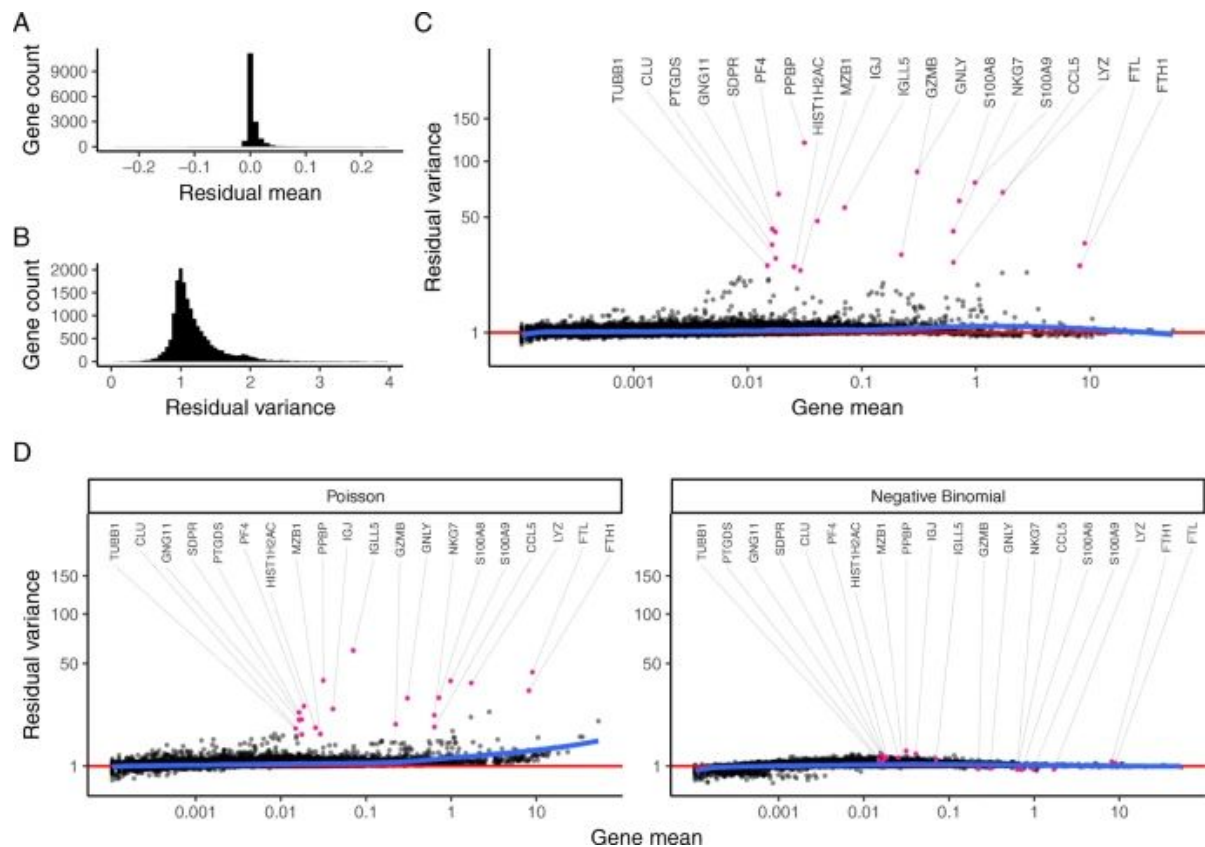 A
Gene count
9000
6000
3000
0
−0.2 −0.1 0.0 0.1 0.2
Residual mean
B
Gene count
2000
1500
1000
500
0
0 1 2 3 4
Residual variance
C
TUBB1
CLU
PTGDS
GNG11
SDPR
PF4
PPBP
HIST1H2AC
MZB1
IGJ
IGLL5
GZMB
GNLY
S100A8
NKG7
S100A9
CCL5
LYZ
FTL
FTH1
Residual variance
150
100
50
1
0.001 0.01 0.1 1 10
Gene mean
D
Poisson
TUBB1
CLU
GNG11
SDPR
PTGDS
PF4
HIST1H2AC
MZB1
PPBP
IGJ
IGLL5
GZMB
GNLY
NKG7
S100A8
S100A9
CCL5
LYZ
FTL
FTH1
Residual variance
150
100
50
1
0.001 0.01 0.1 1 10
Negative Binomial
TUBB1
PTGDS
GNG11
SDPR
CLU
PF4
HIST1H2AC
MZB1
PPBP
IGJ
IGLL5
GZMB
GNLY
NKG7
CCL5
S100A8
S100A9
LYZ
FTH1
FTL
150
100
50
1
0.001 0.01 0.1 1 10
Gene mean